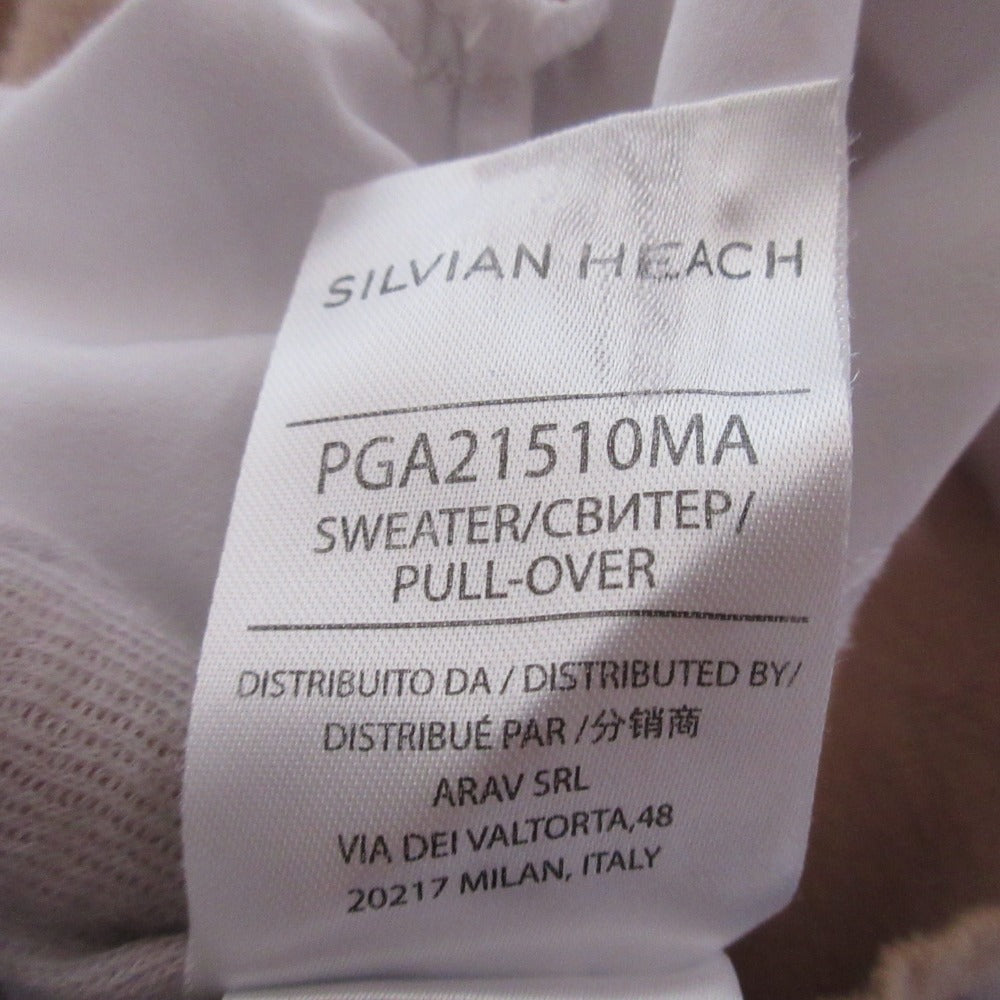 SILVIAN HEACH
PGA21510MA
SWEATER/СВИТЕР/
PULL-OVER
DISTRIBUITO DA / DISTRIBUTED BY/
DISTRIBUÉ PAR /分销商
ARAV SRL
VIA DEI VALTORTA,48
20217 MILAN, ITALY